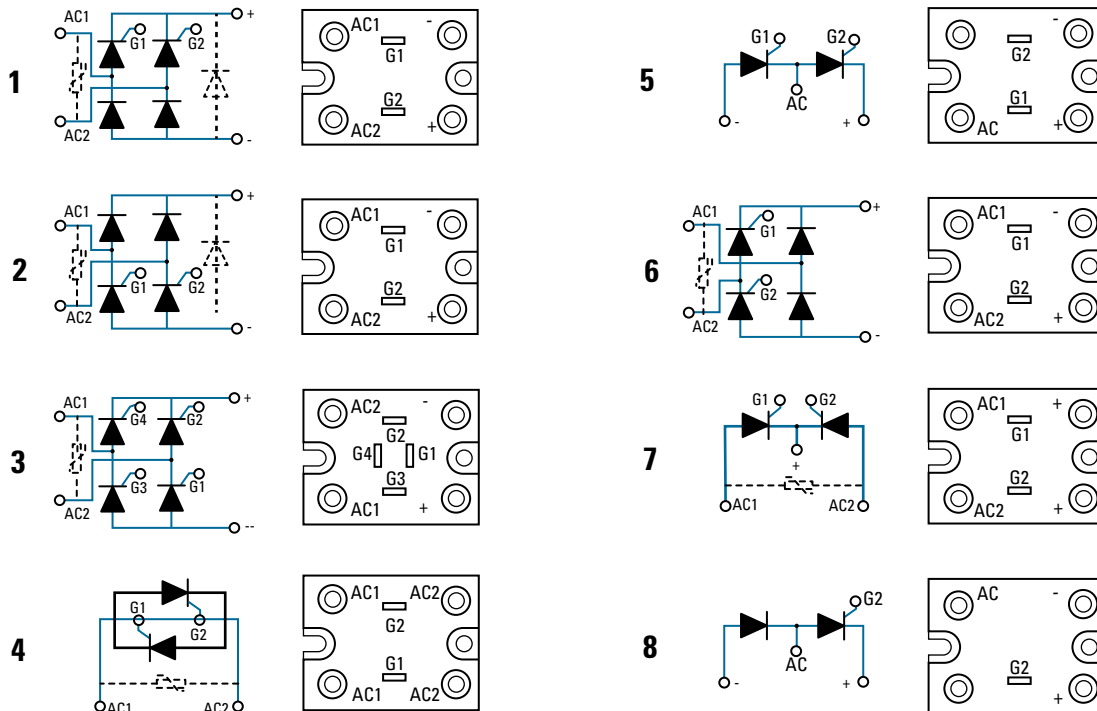 1
AC1
G1
G2
+
AC2
-
AC1
-
G1
G2
AC2
+
2
AC1
+
G1
G2
AC2
-
AC1
-
G1
G2
AC2
+
3
AC1
G4
G2
+
G3
G1
AC2
--
AC2
-
G2
G4
G1
G3
AC1
+
4
G1
G2
AC1
AC2
AC1
AC2
G2
G1
AC1
AC2
5
G1
G2
AC
-
+
-
G2
G1
AC
+
6
AC1
G1
+
G2
AC2
-
AC1
-
G1
G2
AC2
+
7
G1
G2
+
AC1
AC2
AC1
+
G1
G2
AC2
+
8
G2
AC
-
+
AC
-
G2
+